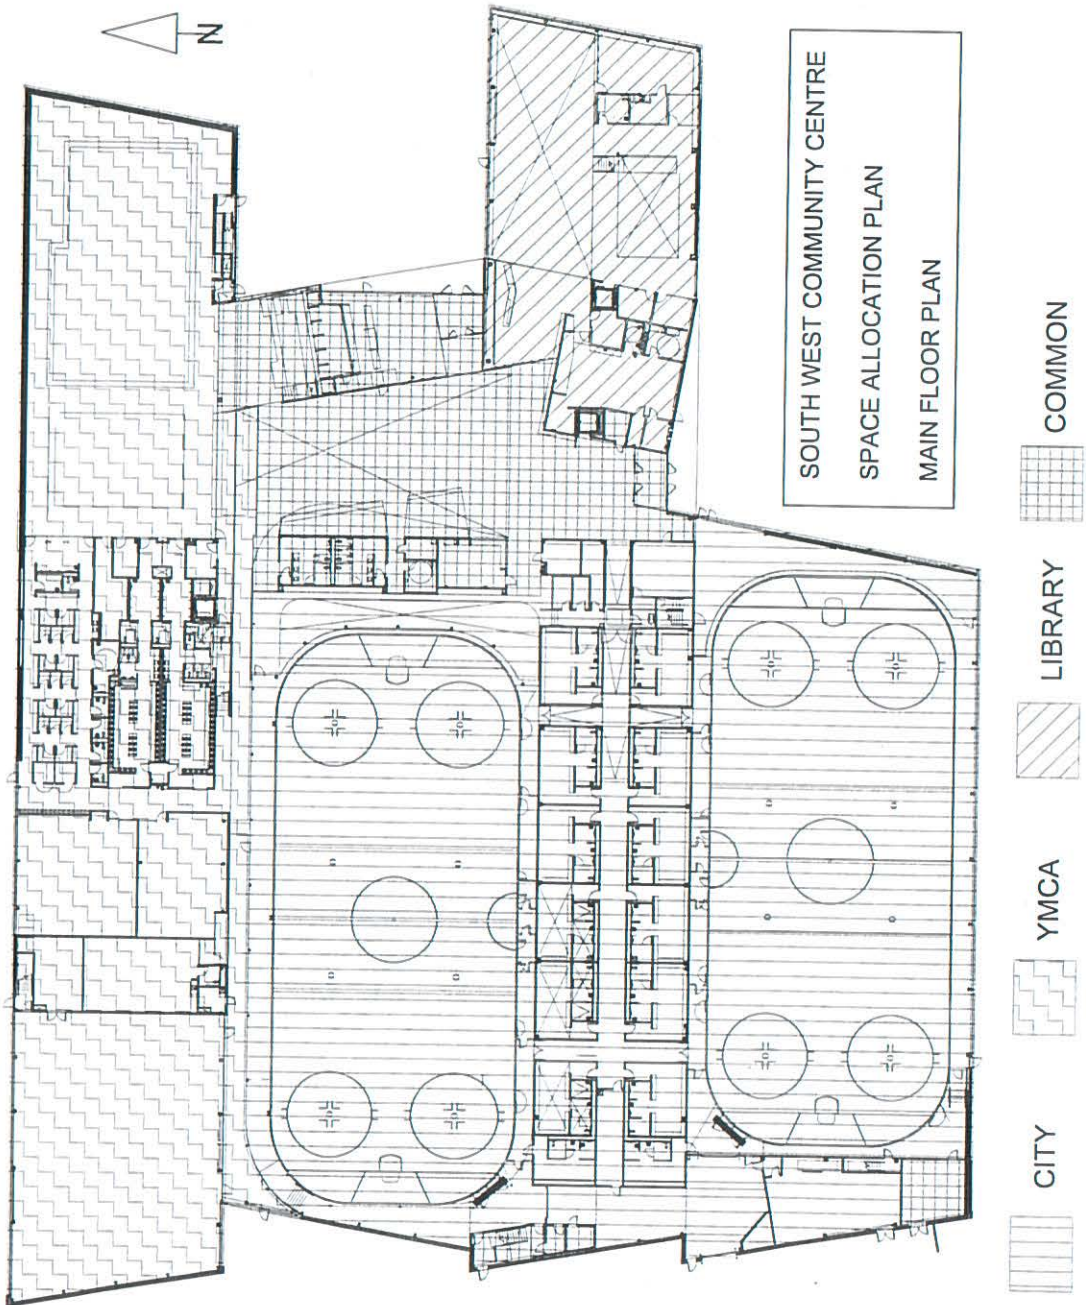 N
SOUTH WEST COMMUNITY CENTRE
SPACE ALLOCATION PLAN
MAIN FLOOR PLAN
CITY
YMCA
LIBRARY
COMMON